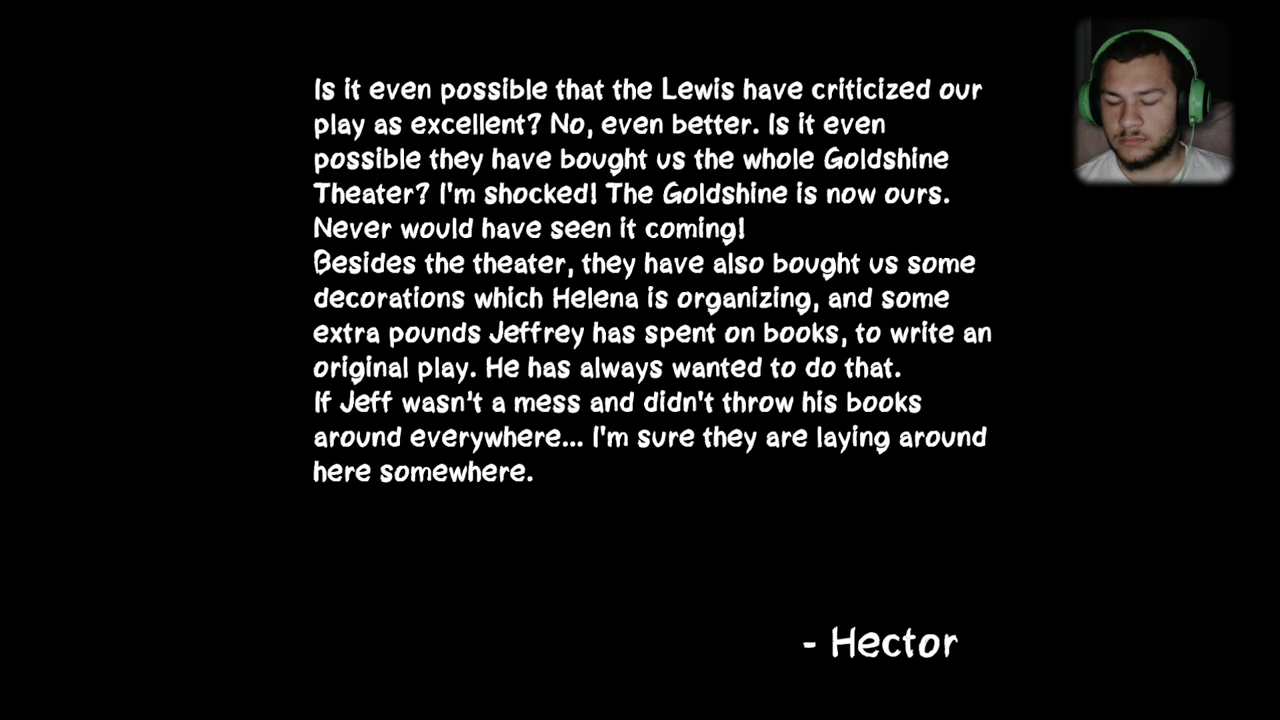 Is it even possible that the Lewis have criticized our
play as excellent? No, even better. Is it even
possible they have bought us the whole Goldshine
Theater? I'm shocked! The Goldshine is now ours.
Never would have seen it coming!
Besides the theater, they have also bought us some
decorations which Helena is organizing, and some
extra pounds Jeffrey has spent on books, to write an
original play. He has always wanted to do that.
If Jeff wasn't a mess and didn't throw his books
around everywhere... I'm sure they are laying around
here somewhere.
- Hector